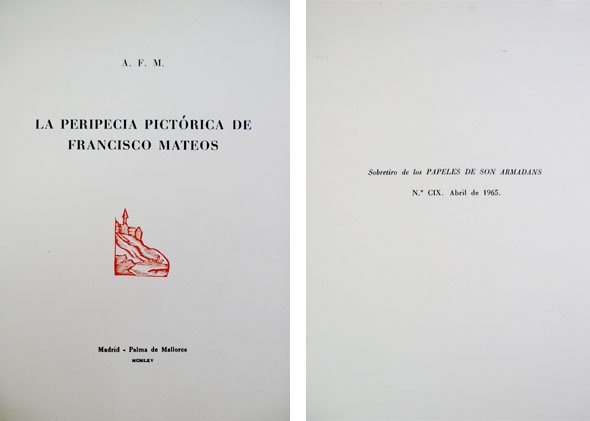 A. F. M.
LA PERIPECIA PICTÓRICA DE
FRANCISCO MATEOS
Madrid - Palma de Mallorca
MCMLXV
Sobretiro de los PAPELES DE SON ARMADANS
N.º CIX. Abril de 1965.